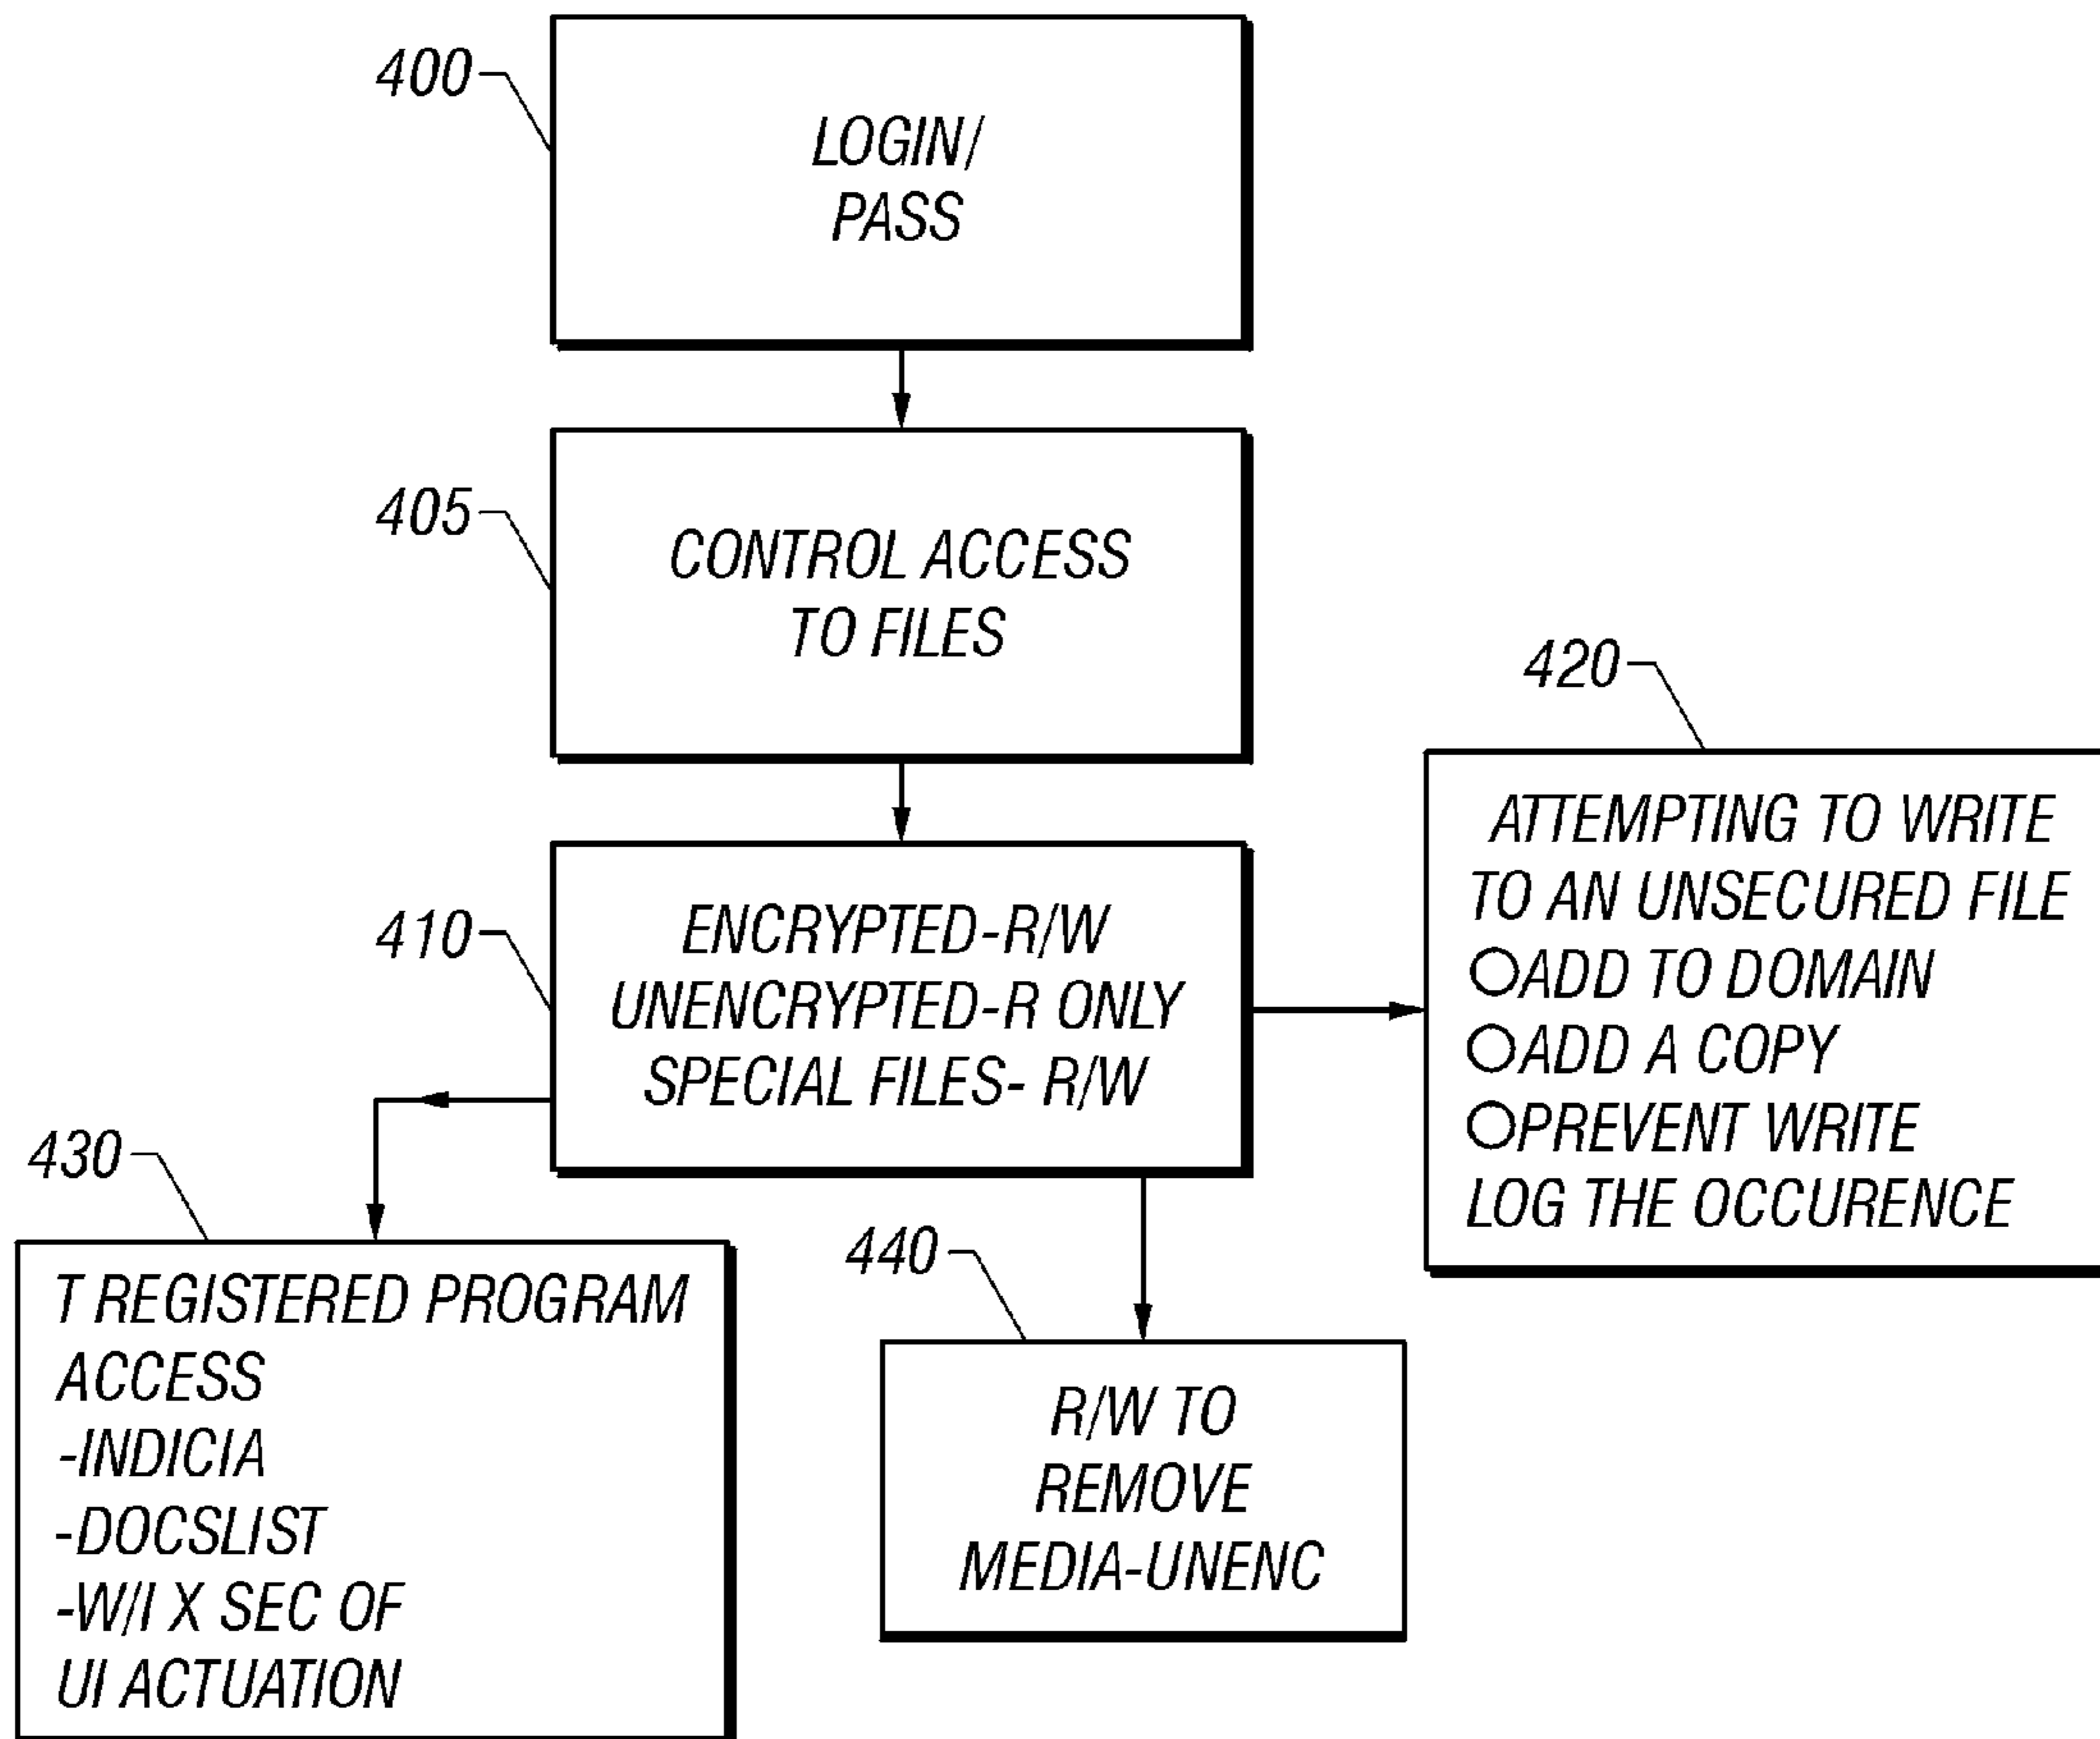 400
LOGIN/
PASS
405
CONTROL ACCESS
TO FILES
410
ENCRYPTED-R/W
UNENCRYPTED-R ONLY
SPECIAL FILES- R/W
420
ATTEMPTING TO WRITE
TO AN UNSECURED FILE
○ADD TO DOMAIN
○ADD A COPY
○PREVENT WRITE
LOG THE OCCURENCE
430
T REGISTERED PROGRAM
ACCESS
-INDICIA
-DOCSLIST
-W/I X SEC OF
UI ACTUATION
440
R/W TO
REMOVE
MEDIA-UNENC